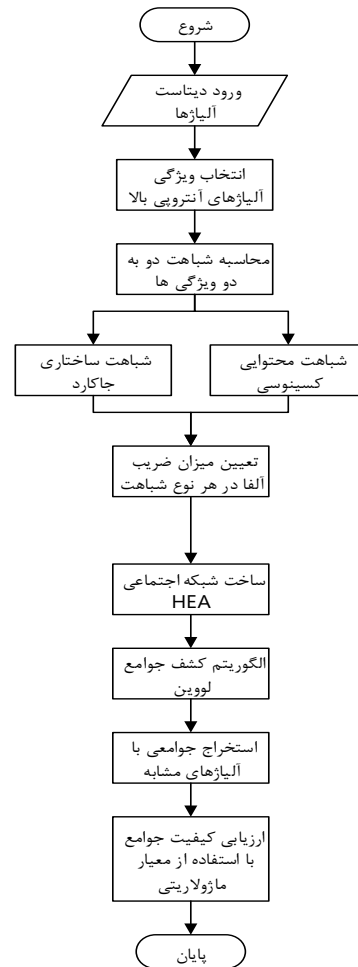 شروع
ورود دیتاست
آلیاژها
انتخاب ویژگی
آلیاژهای آنتروپی بالا
محاسبه شباهت دو به
دو ویژگی ها
شباهت ساختاری
جاکارد
شباهت محتوایی
کسینوسی
تعیین میزان ضریب
آلفا در هر نوع شباهت
ساخت شبکه اجتماعی
HEA
الگوریتم کشف جوامع
لووین
استخراج جوامعی با
آلیاژهای مشابه
ارزیابی کیفیت جوامع
با استفاده از معیار
ماژولاریتی
پایان